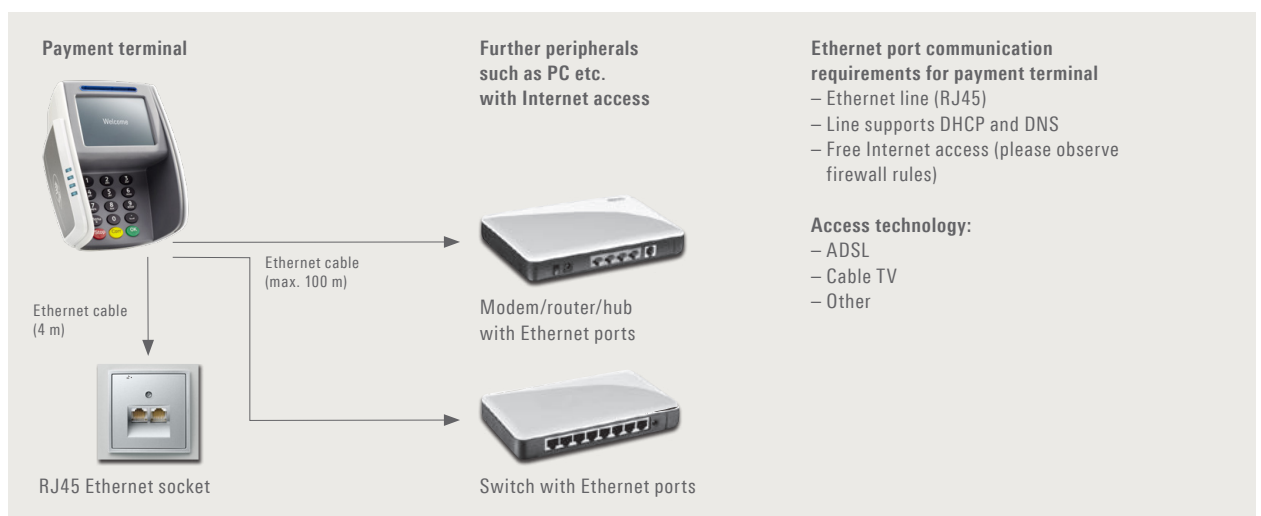 Payment terminal
Welcome
Ethernet cable
(4 m)
RJ45 Ethernet socket
Ethernet cable
(max. 100 m)
Further peripherals
such as PC etc.
with Internet access
Modem/router/hub
with Ethernet ports
Switch with Ethernet ports
Ethernet port communication
requirements for payment terminal
– Ethernet line (RJ45)
– Line supports DHCP and DNS
– Free Internet access (please observe
firewall rules)
Access technology:
– ADSL
– Cable TV
– Other